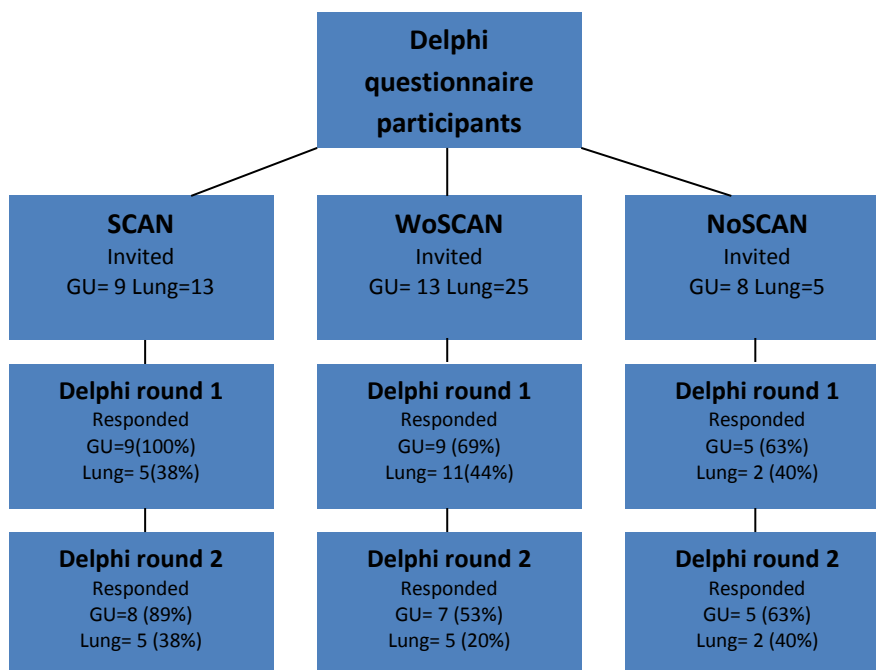 Delphi
questionnaire
participants
SCAN
Invited
GU= 9 Lung=13
WoSCAN
Invited
GU= 13 Lung=25
NoSCAN
Invited
GU= 8 Lung=5
Delphi round 1
Responded
GU=9(100%)
Lung= 5(38%)
Delphi round 1
Responded
GU=9 (69%)
Lung= 11(44%)
Delphi round 1
Responded
GU=5 (63%)
Lung= 2 (40%)
Delphi round 2
Responded
GU=8 (89%)
Lung= 5 (38%)
Delphi round 2
Responded
GU= 7 (53%)
Lung= 5 (20%)
Delphi round 2
Responded
GU= 5 (63%)
Lung= 2 (40%)